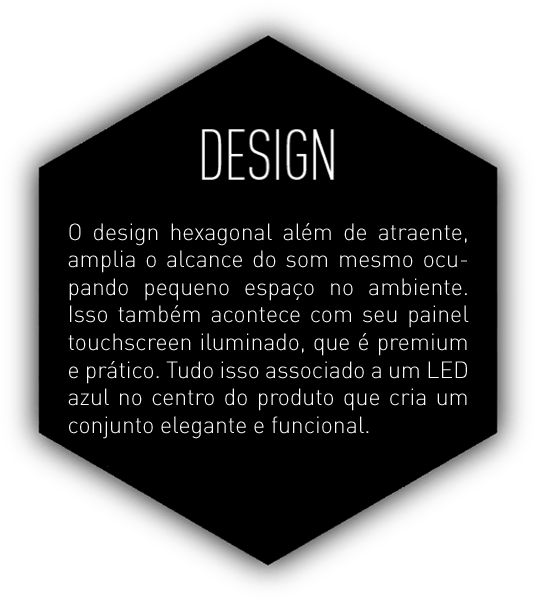 DESIGN
O design hexagonal além de atraente,
amplia o alcance do som mesmo ocu-
pando pequeno espaço no ambiente.
Isso também acontece com seu painel
touchscreen iluminado, que é premium
e prático. Tudo isso associado a um LED
azul no centro do produto que cria um
conjunto elegante e funcional.